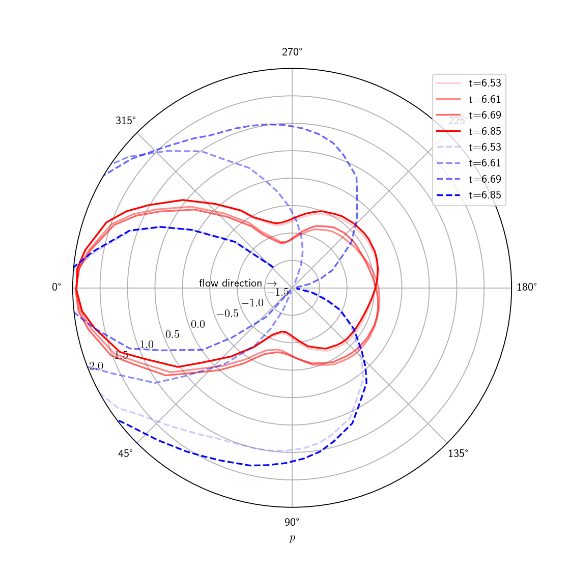 270°
315°
225°
t=6.53
t=6.61
t=6.69
t=6.85
t=6.53
t=6.61
t=6.69
t=6.85
0°
flow direction →
180°
−1.5
−1.0
−0.5
0.0
0.5
1.0
1.5
2.0
45°
135°
90°
p